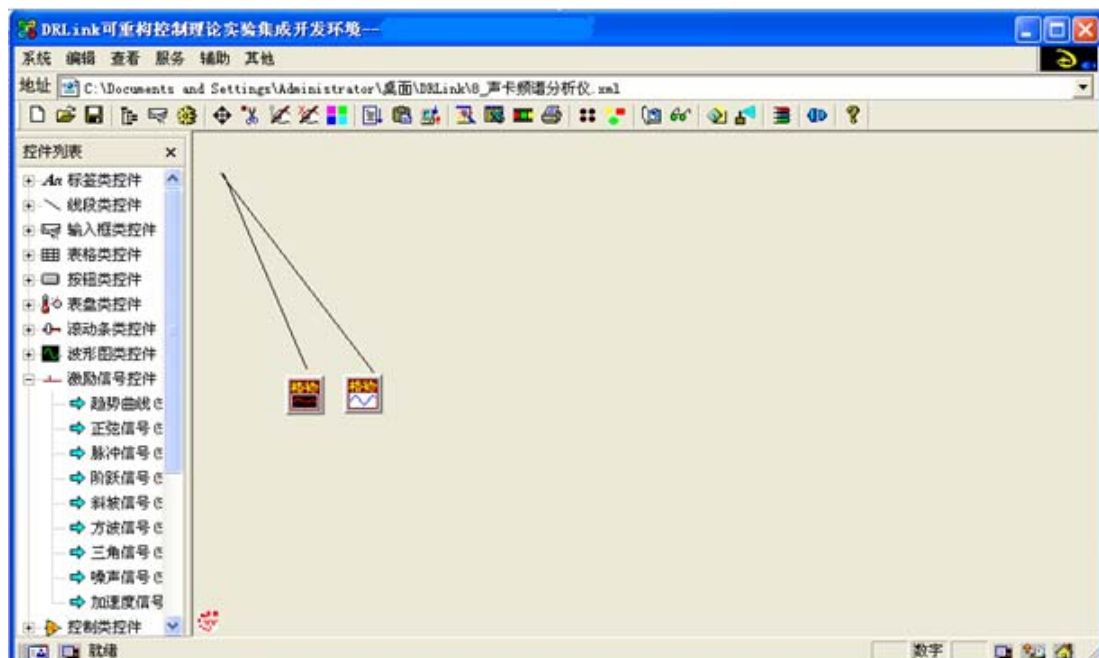 DRLink可重构控制理论实验集成开发环境--
系统 编辑 查看 服务 辅助 其他
地址 C:\Documents and Settings\Administrator\桌面\DRLink\8_声卡频谱分析仪.xml
控件列表
标签类控件
线段类控件
输入框类控件
表格类控件
按钮类控件
表盘类控件
滚动条类控件
波形图类控件
激励信号控件
趋势曲线
正弦信号
脉冲信号
阶跃信号
斜坡信号
方波信号
三角信号
噪声信号
加速度信号
控制类控件
就绪
数字